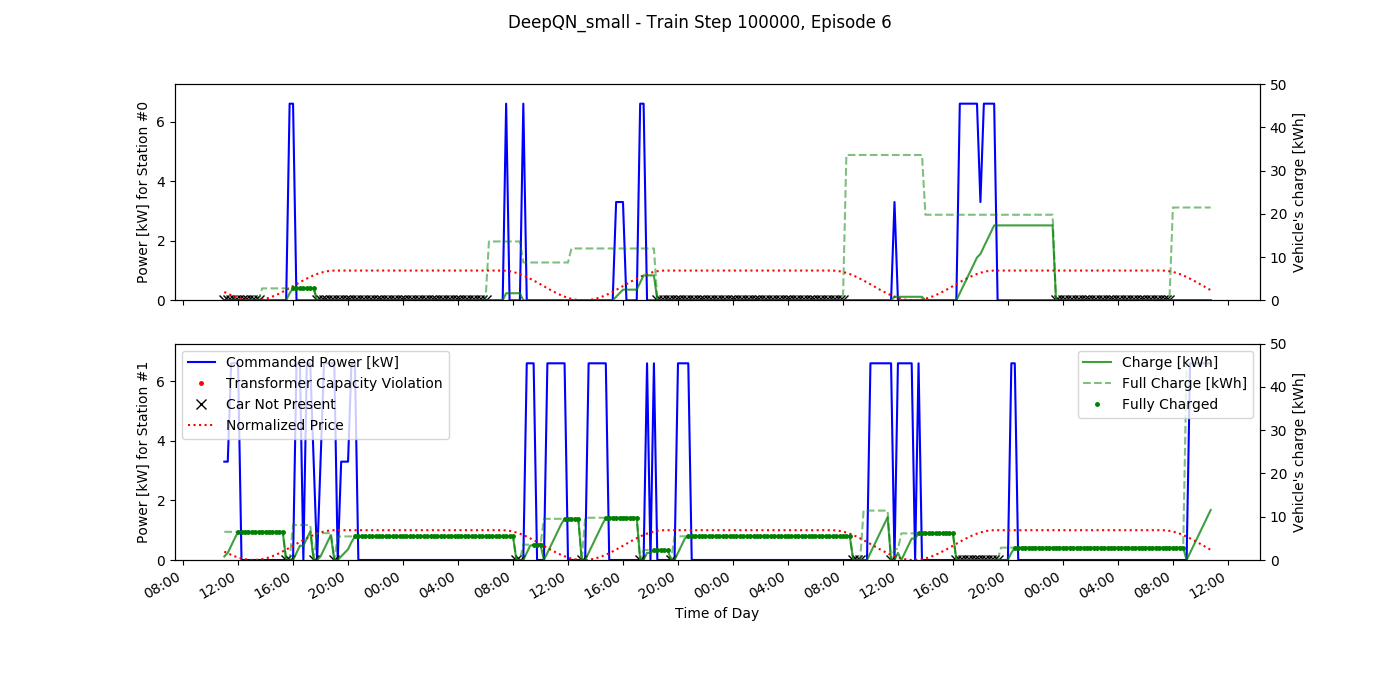 DeepQN_small - Train Step 100000, Episode 6
Power [kW] for Station #0
6
4
2
0
50
40
30
20
10
0
Vehicle's charge [kWh]
Power [kW] for Station #1
6
4
2
0
Commanded Power [kW]
Transformer Capacity Violation
Car Not Present
Normalized Price
Charge [kWh]
Full Charge [kWh]
Fully Charged
50
40
30
20
10
0
Vehicle's charge [kWh]
08:00 12:00 16:00 20:00 00:00 04:00 08:00 12:00 16:00 20:00 00:00 04:00 08:00 12:00 16:00 20:00 00:00 04:00 08:00 12:00
Time of Day